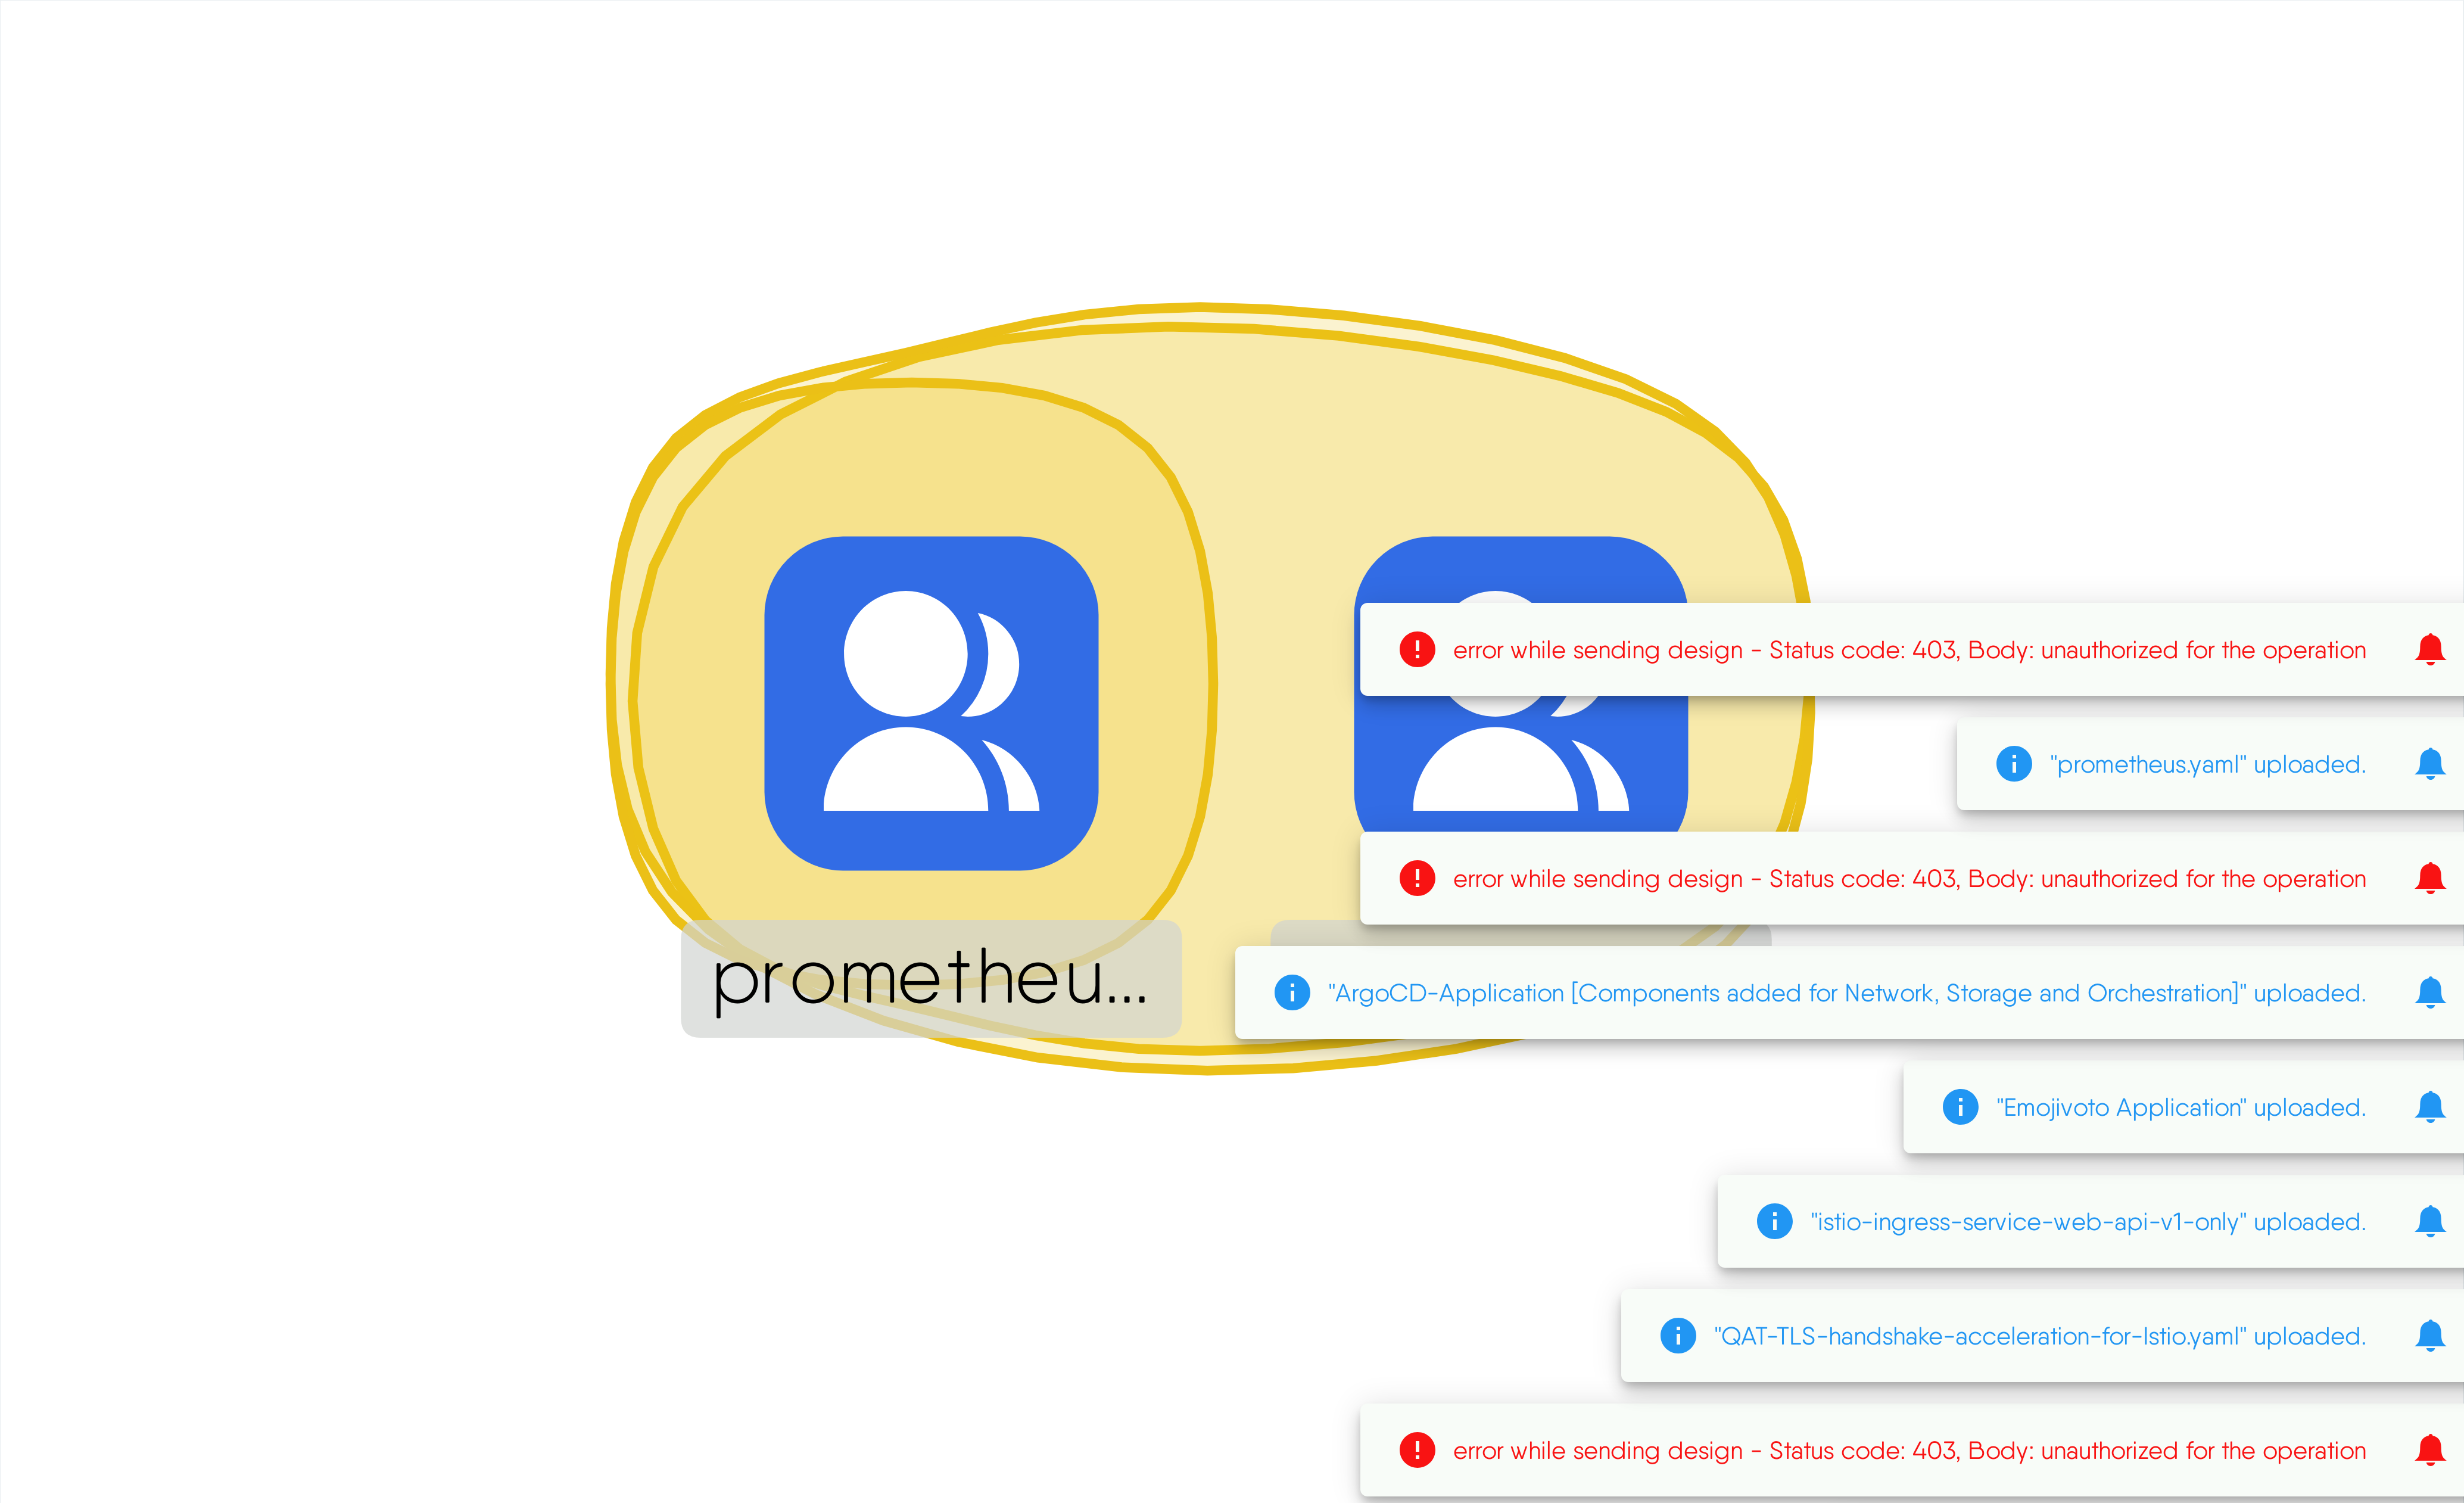 error while sending design - Status code: 403, Body: unauthorized for the operation
"prometheus.yaml" uploaded.
error while sending design - Status code: 403, Body: unauthorized for the operation
prometheu...
"ArgoCD-Application [Components added for Network, Storage and Orchestration]" uploaded.
"Emojivoto Application" uploaded.
"istio-ingress-service-web-api-v1-only" uploaded.
"QAT-TLS-handshake-acceleration-for-Istio.yaml" uploaded.
error while sending design - Status code: 403, Body: unauthorized for the operation